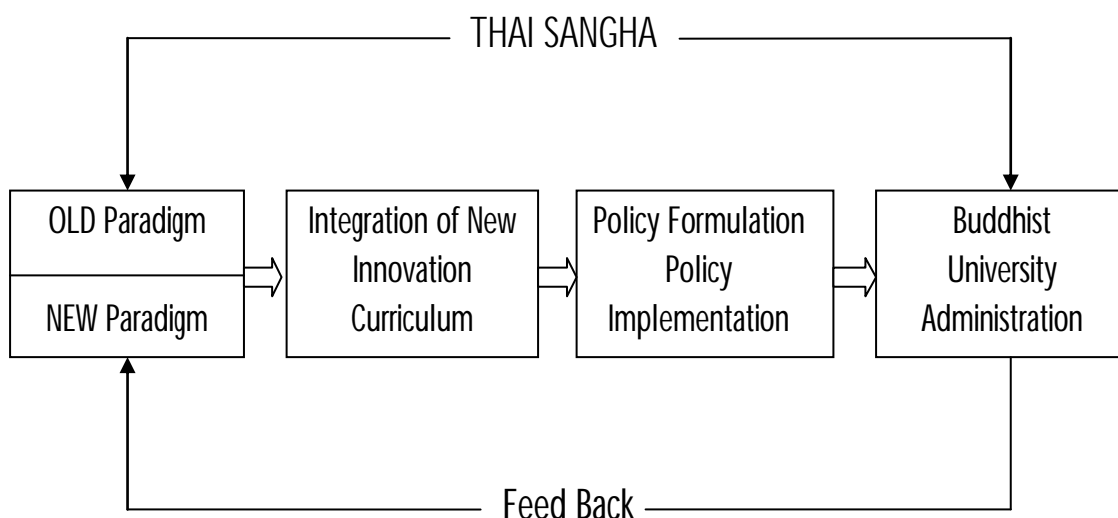 THAI SANGHA
OLD Paradigm
NEW Paradigm
Integration of New
Innovation
Curriculum
Policy Formulation
Policy
Implementation
Buddhist
University
Administration
Feed Back